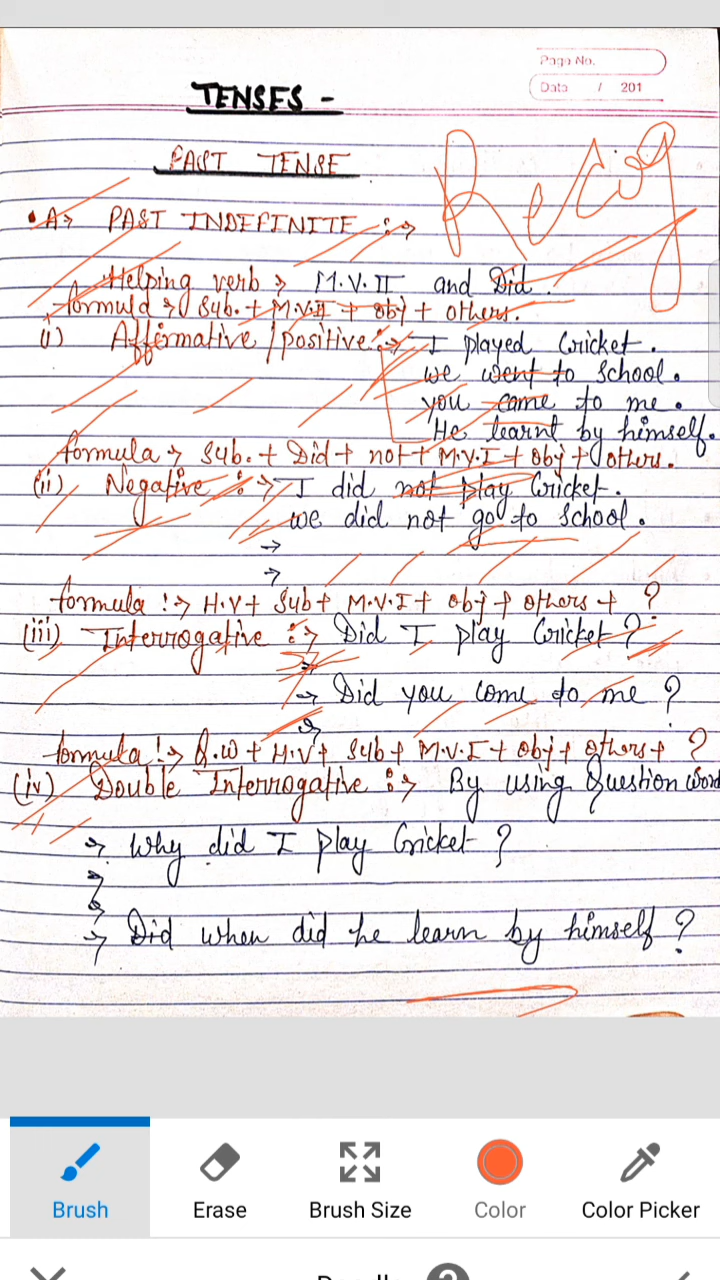 Page No.
Date / 201
TENSES -
PAST TENSE
• A> PAST INDEFINITE :->
Helping verb > M.V.II and Did.
formula > Sub. + M.V.II + obj + others.
(i) Affirmative/positive :-> I played Cricket.
we went to School.
you came to me.
He learnt by himself.
formula > Sub. + Did + not + M.V.I + Obj + others.
(ii) Negative :-> I did not play Cricket.
-> we did not go to School.
->
->
formula :-> H.V + Sub + M.V.I + obj + others + ?
(iii) Interrogative :-> Did I play Cricket?
-> Did you come to me ?
formula :-> Q.W + H.V + Sub + M.V.I + obj + others + ?
(iv) Double Interrogative :-> By using Question word
-> Why did I play Cricket ?
-> Did when did he learn by himself ?
Brush
Erase
Brush Size
Color
Color Picker